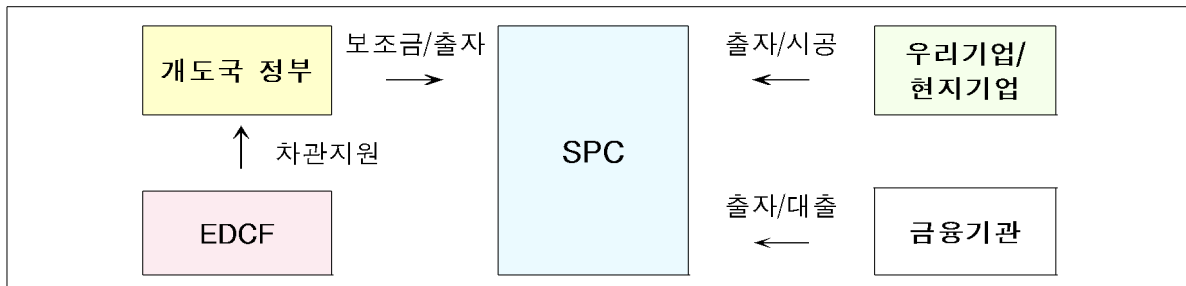 보조금/출자
출자/시공
개도국 정부
우리기업/
현지기업
SPC
차관지원
출자/대출
EDCF
금융기관